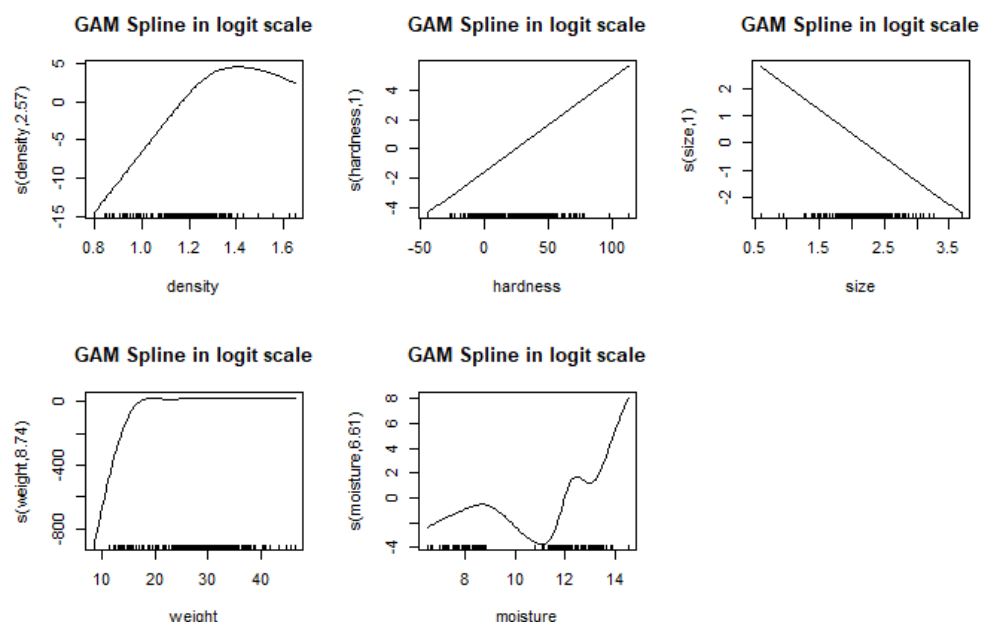 GAM Spline in logit scale
s(density,2.57)
5
0
-5
-10
-15
0.8 1.0 1.2 1.4 1.6
density
GAM Spline in logit scale
s(hardness,1)
4
2
0
-2
-4
-50 0 50 100
hardness
GAM Spline in logit scale
s(size,1)
2
1
0
-1
-2
0.5 1.5 2.5 3.5
size
GAM Spline in logit scale
s(weight,8.74)
0
-400
-800
10 20 30 40
weight
GAM Spline in logit scale
s(moisture,6.61)
8
6
4
2
0
-4
8 10 12 14
moisture